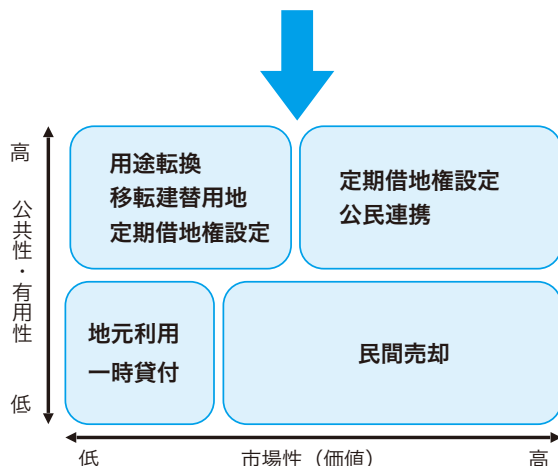 高
公共性・有用性
低
用途転換
移転建替用地
定期借地権設定
定期借地権設定
公民連携
地元利用
一時貸付
民間売却
低
市場性（価値）
高